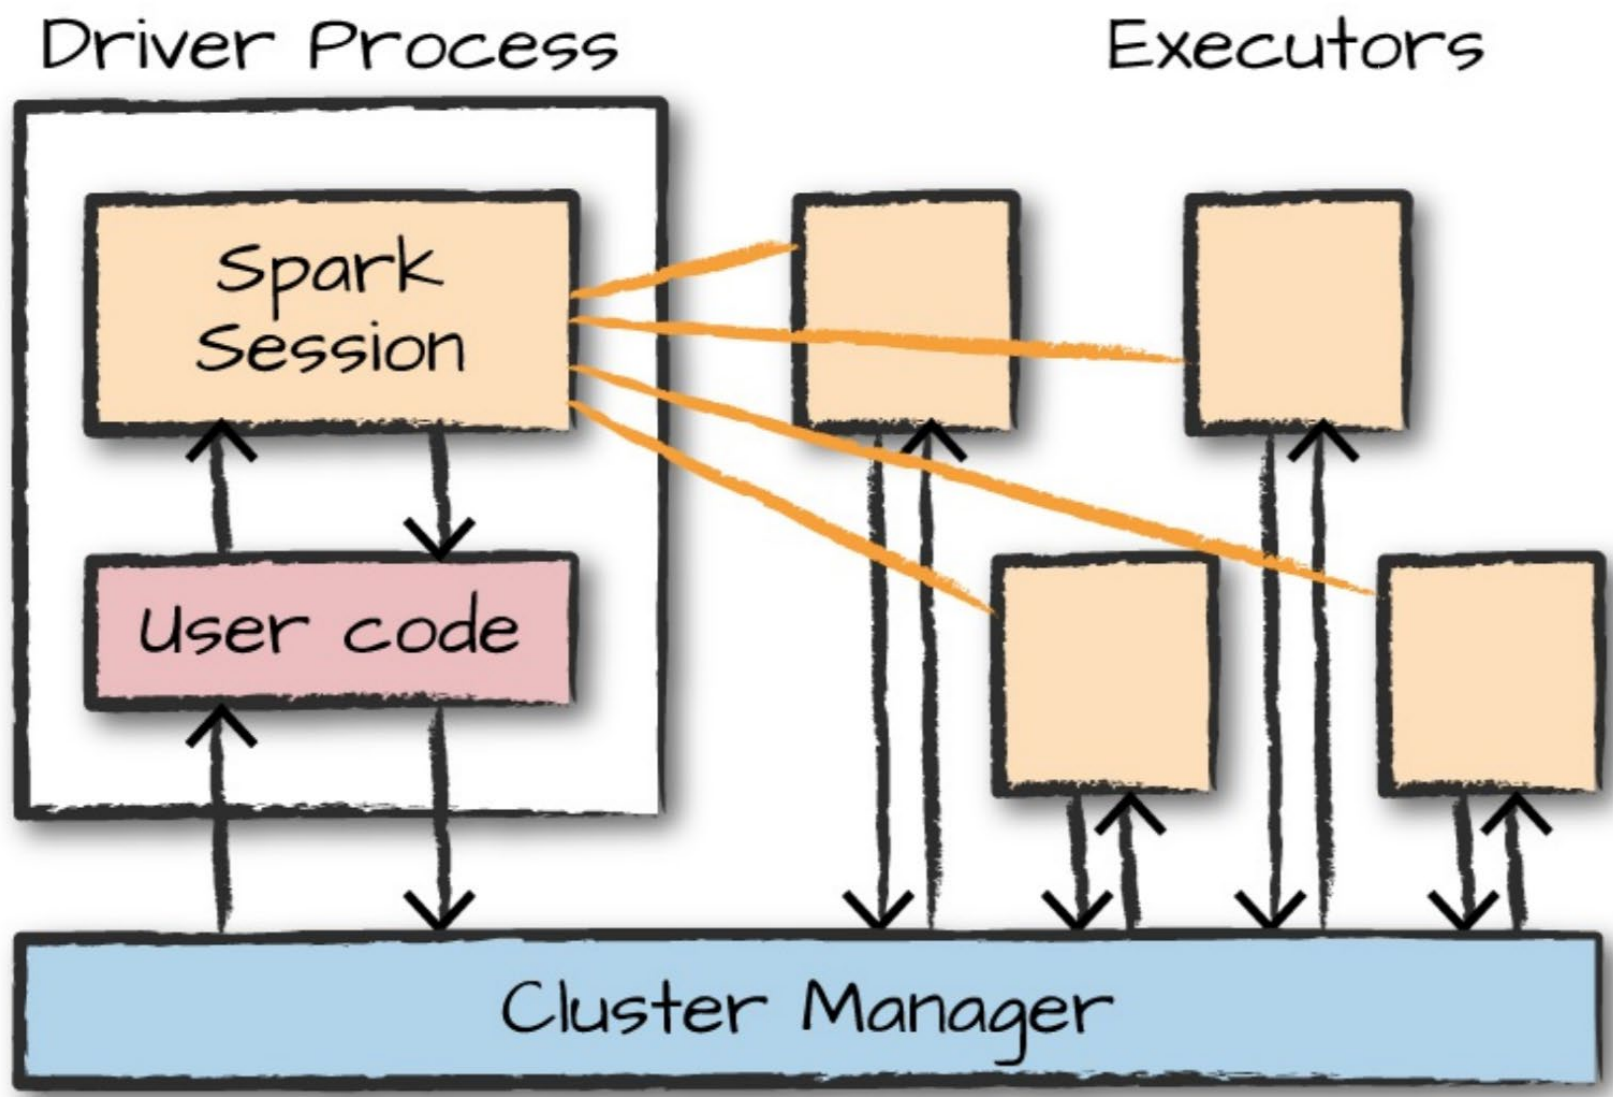 Driver Process
Executors
Spark
Session
User code
Cluster Manager